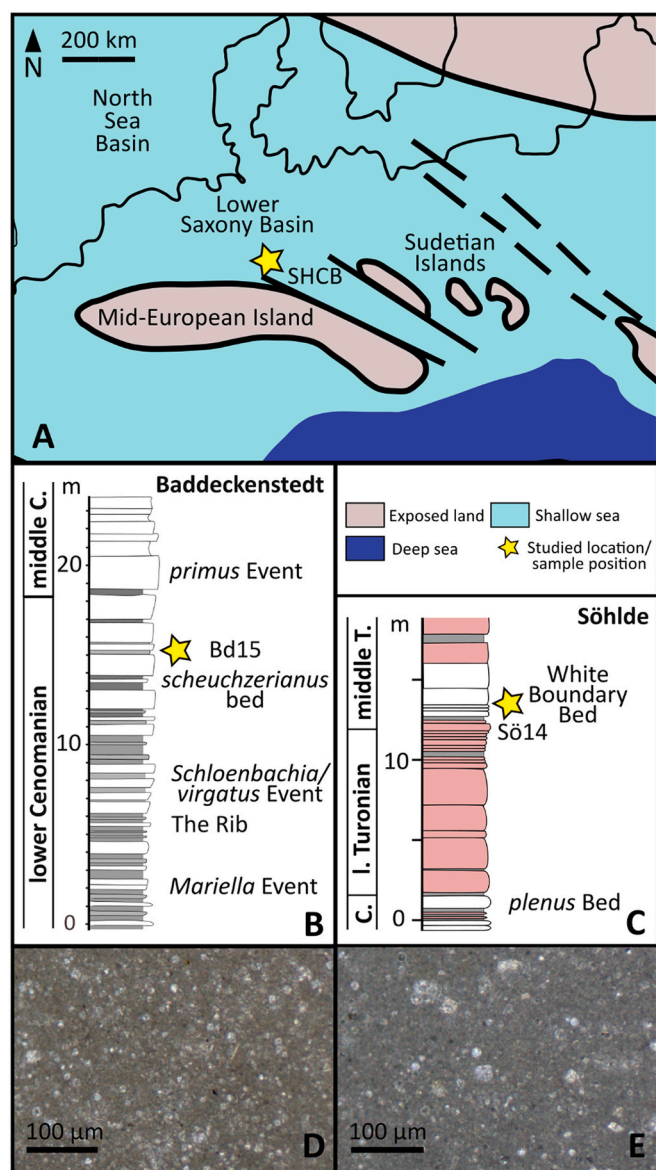 200 km
N
North
Sea
Basin
Lower
Saxony Basin
SHCB
Sudetian
Islands
Mid-European Island
A
m
Baddeckenstedt
middle C.
20
primus Event
Bd15
scheuchzerianus
bed
lower Cenomanian
10
Schloenbachia/
virgatus Event
The Rib
Mariella Event
0
B
Exposed land
Shallow sea
Deep sea
Studied location/
sample position
m
Söhlde
middle T.
White
Boundary
Bed
Sö14
10
l. Turonian
C.
plenus Bed
0
C
100 µm
D
100 µm
E